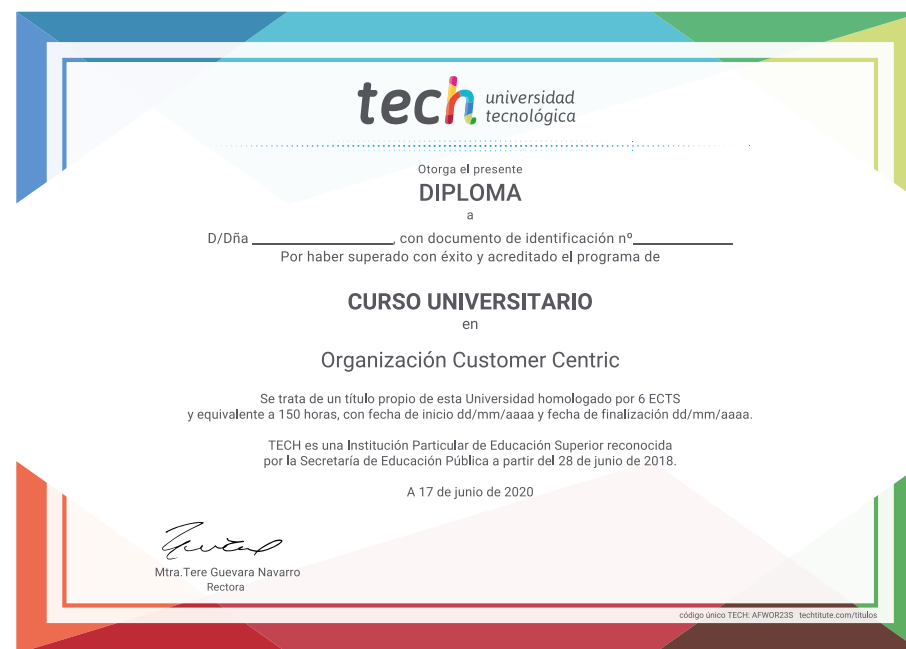 tech universidad
tecnológica
Otorga el presente
DIPLOMA
a
D/Dña ____________________, con documento de identificación nº______________
Por haber superado con éxito y acreditado el programa de
CURSO UNIVERSITARIO
en
Organización Customer Centric
Se trata de un título propio de esta Universidad homologado por 6 ECTS
y equivalente a 150 horas, con fecha de inicio dd/mm/aaaa y fecha de finalización dd/mm/aaaa.
TECH es una Institución Particular de Educación Superior reconocida
por la Secretaría de Educación Pública a partir del 28 de junio de 2018.
A 17 de junio de 2020
Mtra.Tere Guevara Navarro
Rectora
código único TECH: AFWOR23S techtitute.com/titulos